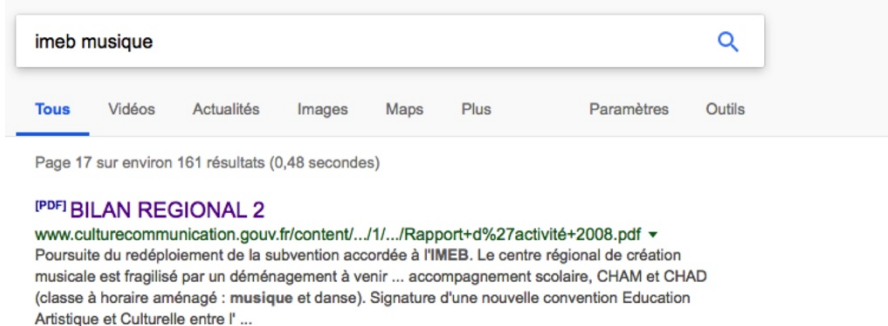 imeb musique
Tous Vidéos Actualités Images Maps Plus Paramètres Outils
Page 17 sur environ 161 résultats (0,48 secondes)
[PDF] BILAN REGIONAL 2
www.culturecommunication.gouv.fr/content/.../1/.../Rapport+d%27activité+2008.pdf
Poursuite du redéploiement de la subvention accordée à l'IMEB. Le centre régional de création
musicale est fragilisé par un déménagement à venir ... accompagnement scolaire, CHAM et CHAD
(classe à horaire aménagé : musique et danse). Signature d'une nouvelle convention Education
Artistique et Culturelle entre l' ...